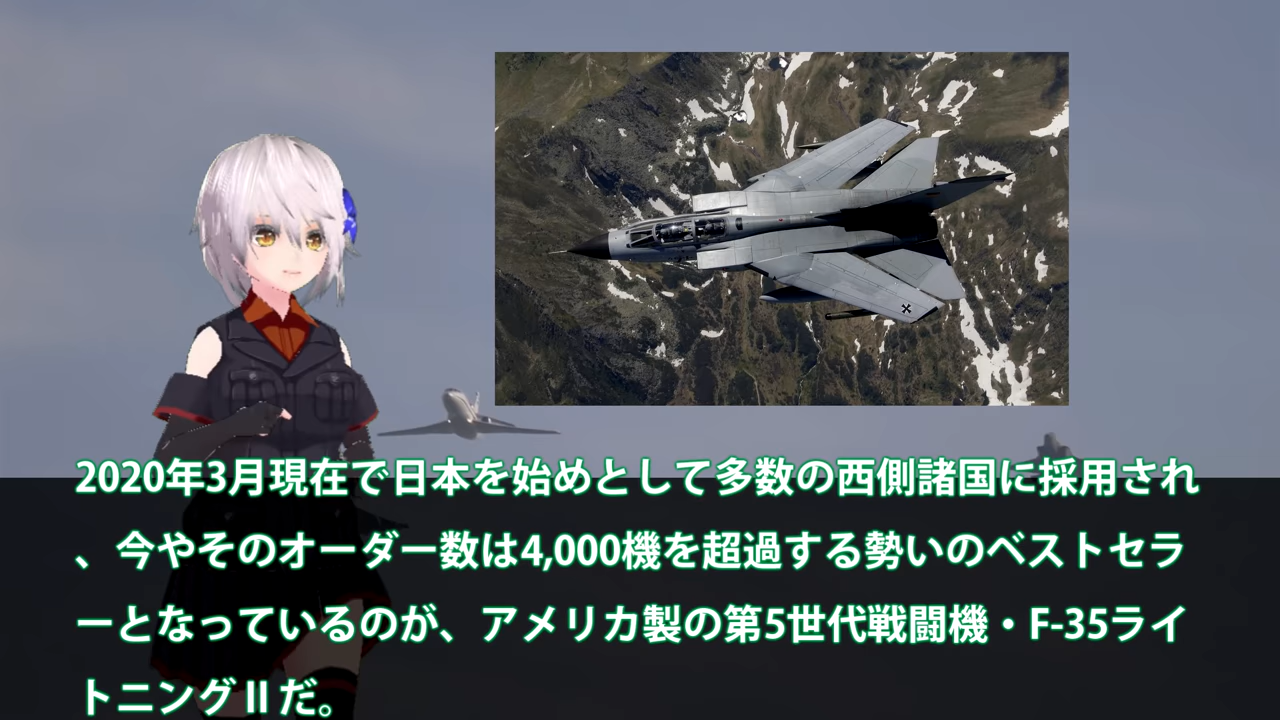 2020年3月現在で日本を始めとして多数の西側諸国に採用され
、今やそのオーダー数は4,000機を超過する勢いのベストセラ
ーとなっているのが、アメリカ製の第5世代戦闘機・F-35ライ
トニングⅡだ。